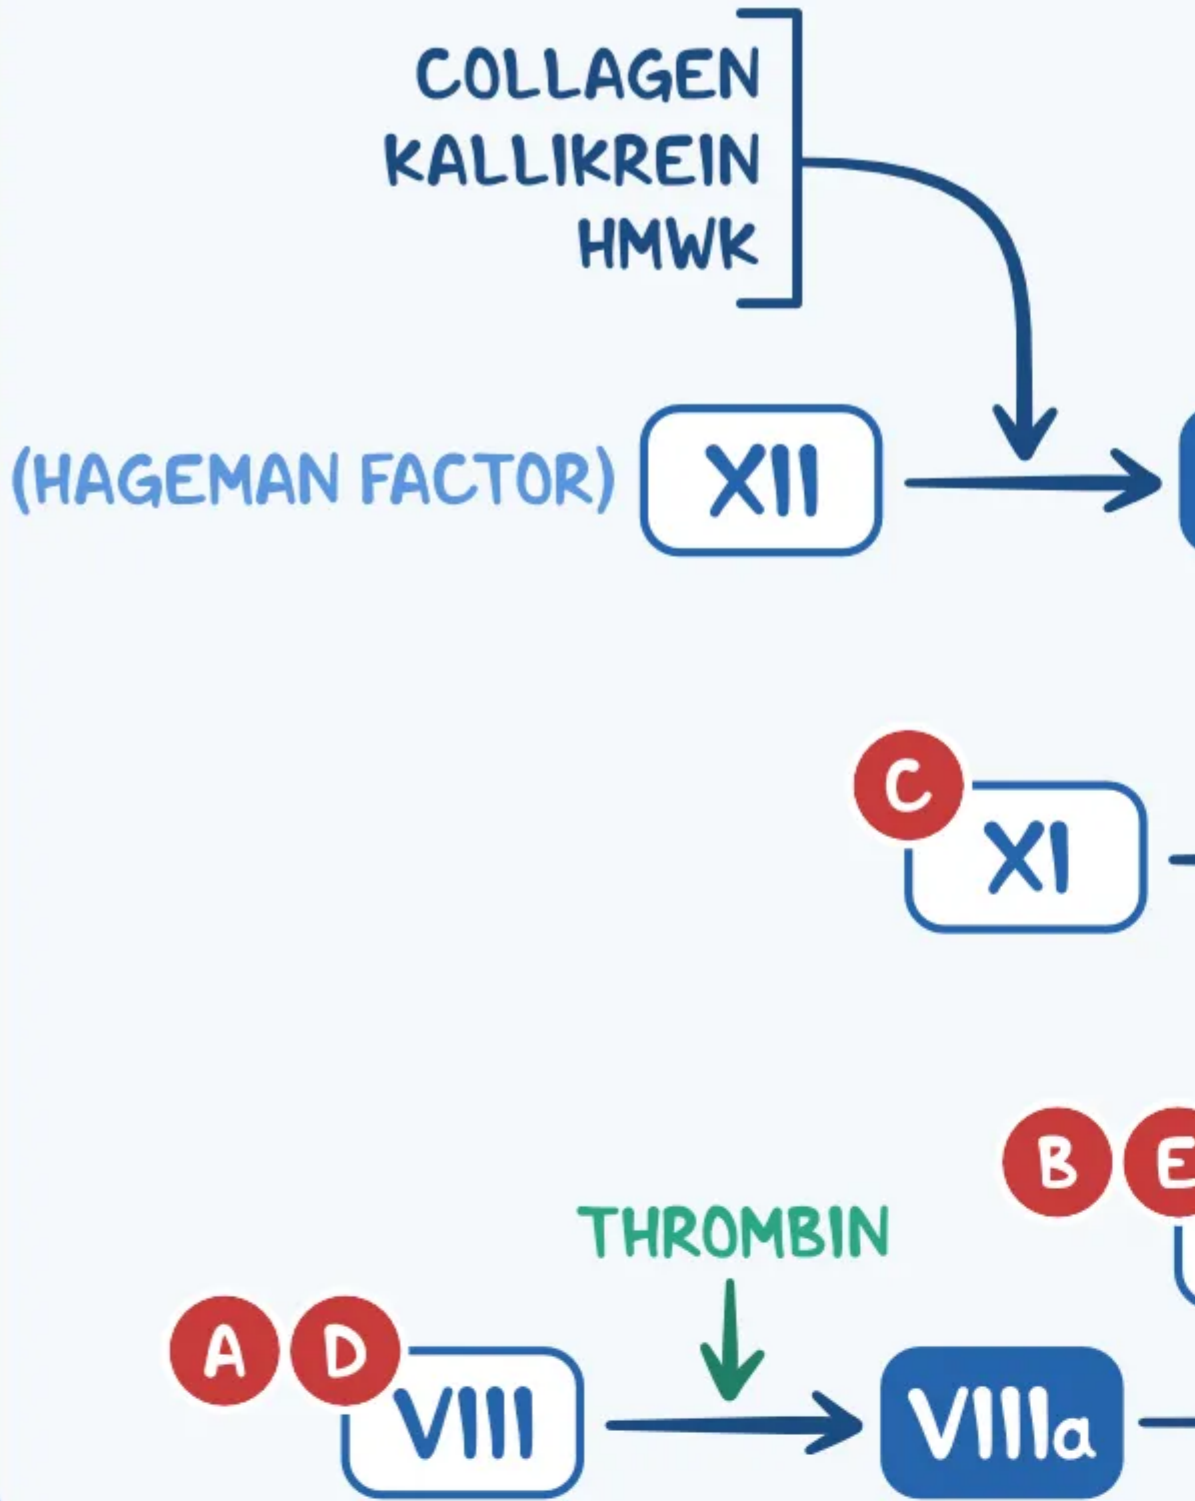 COLLAGEN
KALLIKREIN
HMWK
(HAGEMAN FACTOR) XII
C
XI
B E
THROMBIN
A D
VIII VIIIa